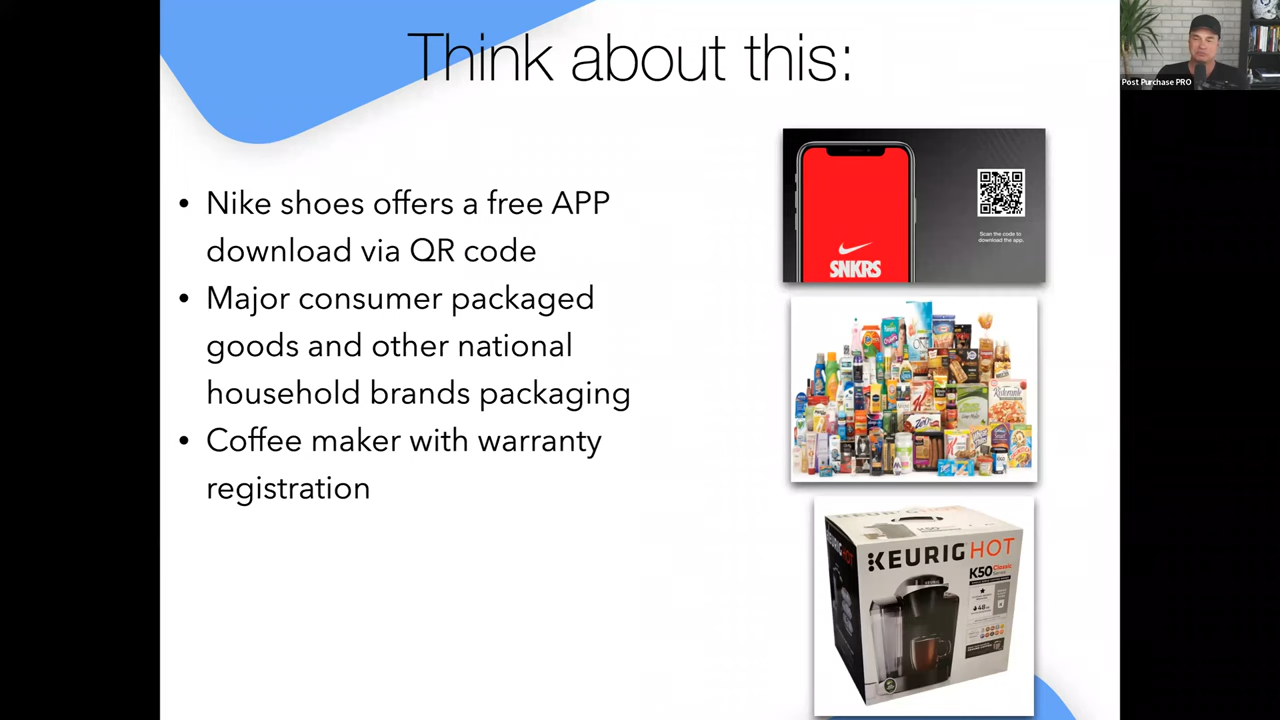 Think about this:
Post Purchase PRO
• Nike shoes offers a free APP
download via QR code
• Major consumer packaged
goods and other national
household brands packaging
• Coffee maker with warranty
registration
Scan the code to
download the app.
SNKRS
Ristorante
KEURIG HOT
K50 Classic